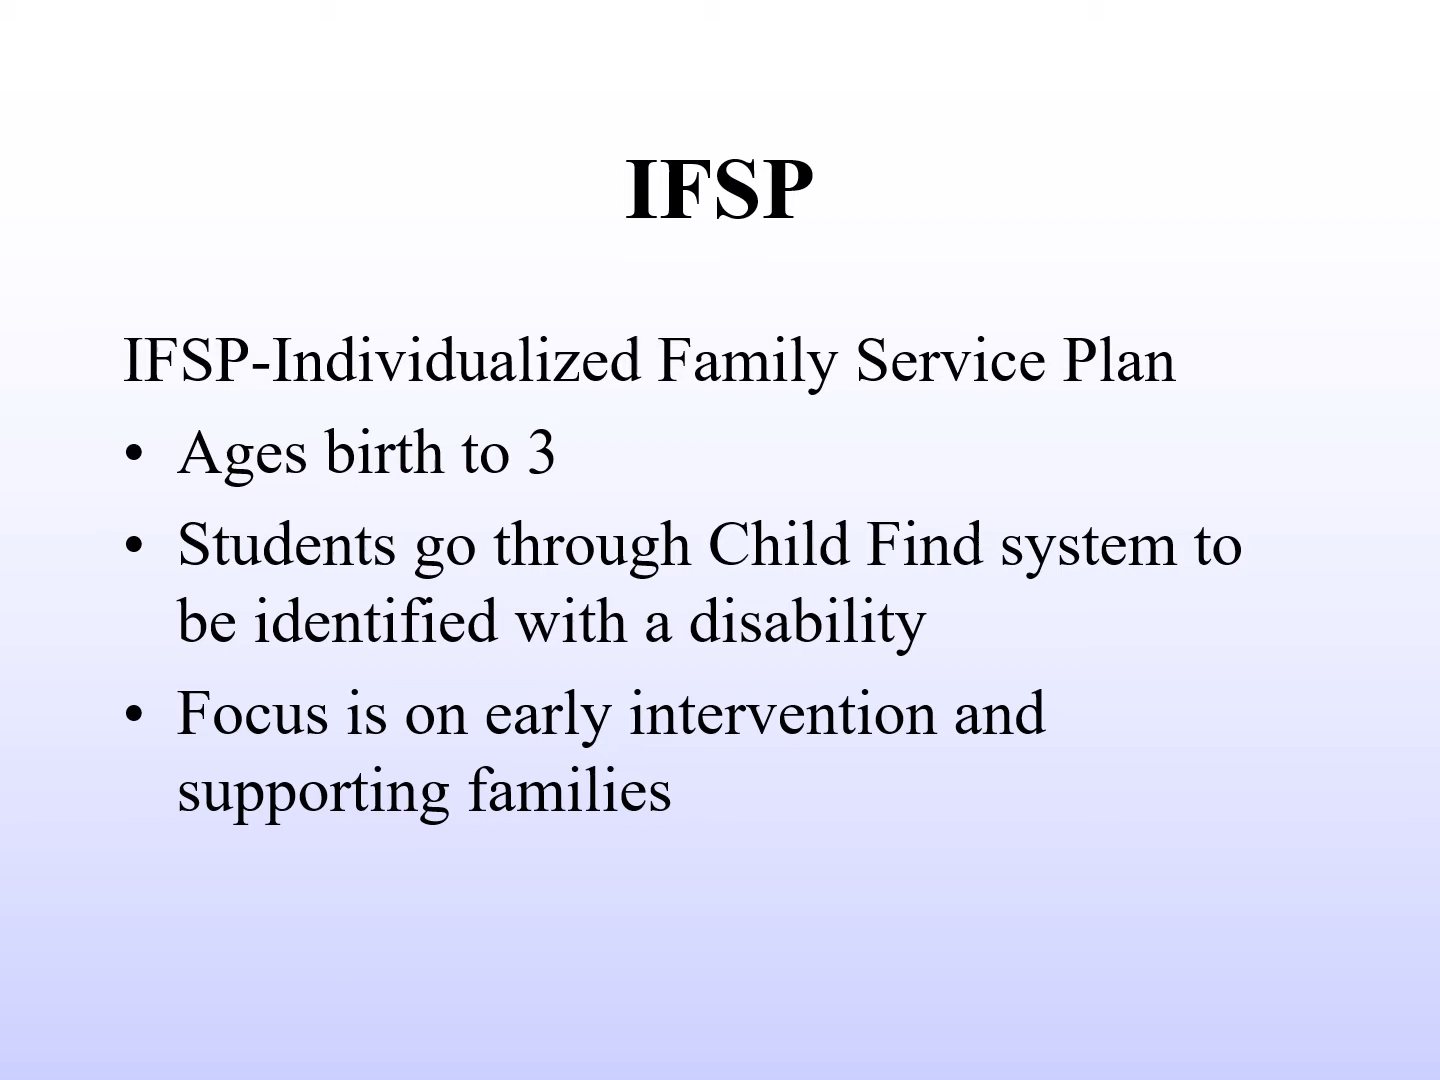 IFSP
IFSP-Individualized Family Service Plan
• Ages birth to 3
• Students go through Child Find system to
be identified with a disability
• Focus is on early intervention and
supporting families